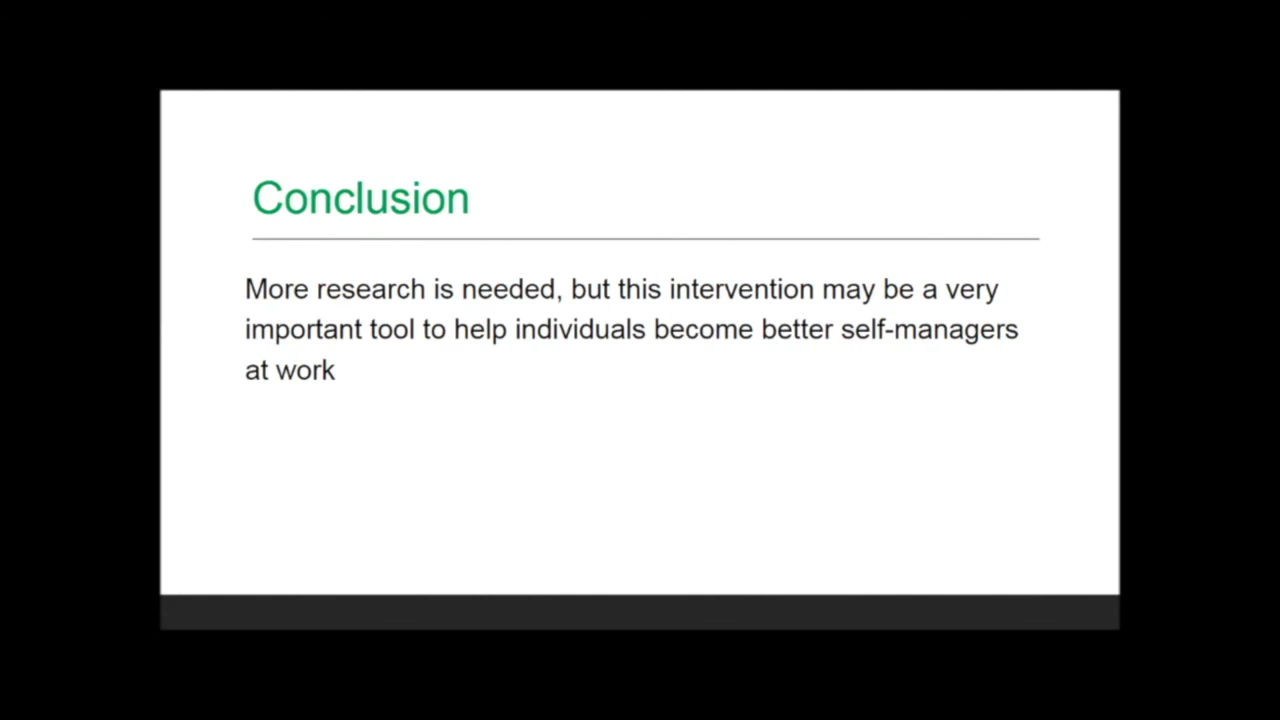 Conclusion
More research is needed, but this intervention may be a very
important tool to help individuals become better self-managers
at work